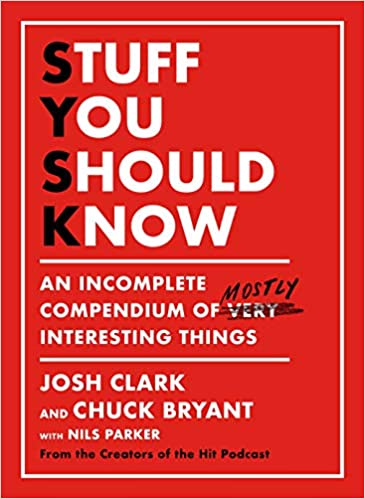 STUFF
YOU
SHOULD
KNOW
AN INCOMPLETE
COMPENDIUM OF VERY MOSTLY
INTERESTING THINGS
JOSH CLARK
AND CHUCK BRYANT
WITH NILS PARKER
From the Creators of the Hit Podcast